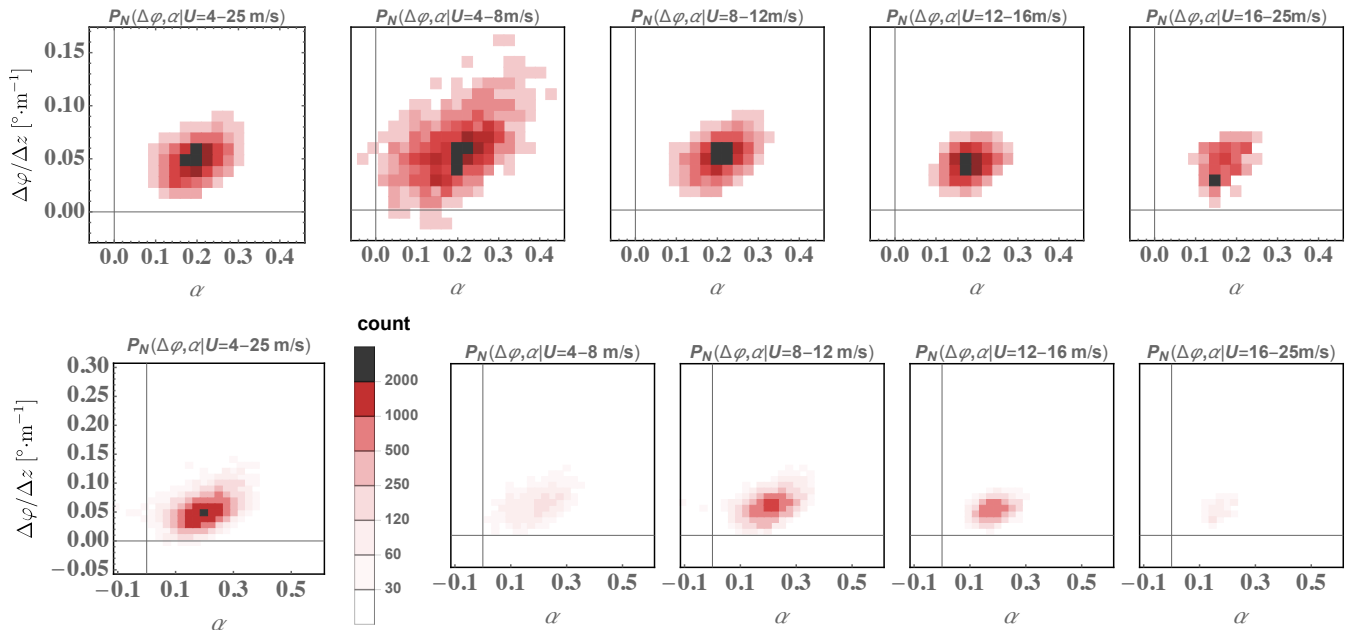 P_N(Δφ,α|U=4–25 m/s) P_N(Δφ,α|U=4–8m/s) P_N(Δφ,α|U=8–12m/s) P_N(Δφ,α|U=12–16m/s) P_N(Δφ,α|U=16–25m/s)
Δφ/Δz [°·m⁻¹]
0.15
0.10
0.05
0.00
0.0 0.1 0.2 0.3 0.4 0.0 0.1 0.2 0.3 0.4 0.0 0.1 0.2 0.3 0.4 0.0 0.1 0.2 0.3 0.4 0.0 0.1 0.2 0.3 0.4
α α α α α
count
P_N(Δφ,α|U=4–25 m/s) P_N(Δφ,α|U=4–8 m/s) P_N(Δφ,α|U=8–12 m/s) P_N(Δφ,α|U=12–16 m/s) P_N(Δφ,α|U=16–25m/s)
Δφ/Δz [°·m⁻¹]
0.30
0.25
0.20
0.15
0.10
0.05
0.00
−0.05
2000
1000
500
250
120
60
30
−0.1 0.1 0.3 0.5 −0.1 0.1 0.3 0.5 −0.1 0.1 0.3 0.5 −0.1 0.1 0.3 0.5 −0.1 0.1 0.3 0.5
α α α α α